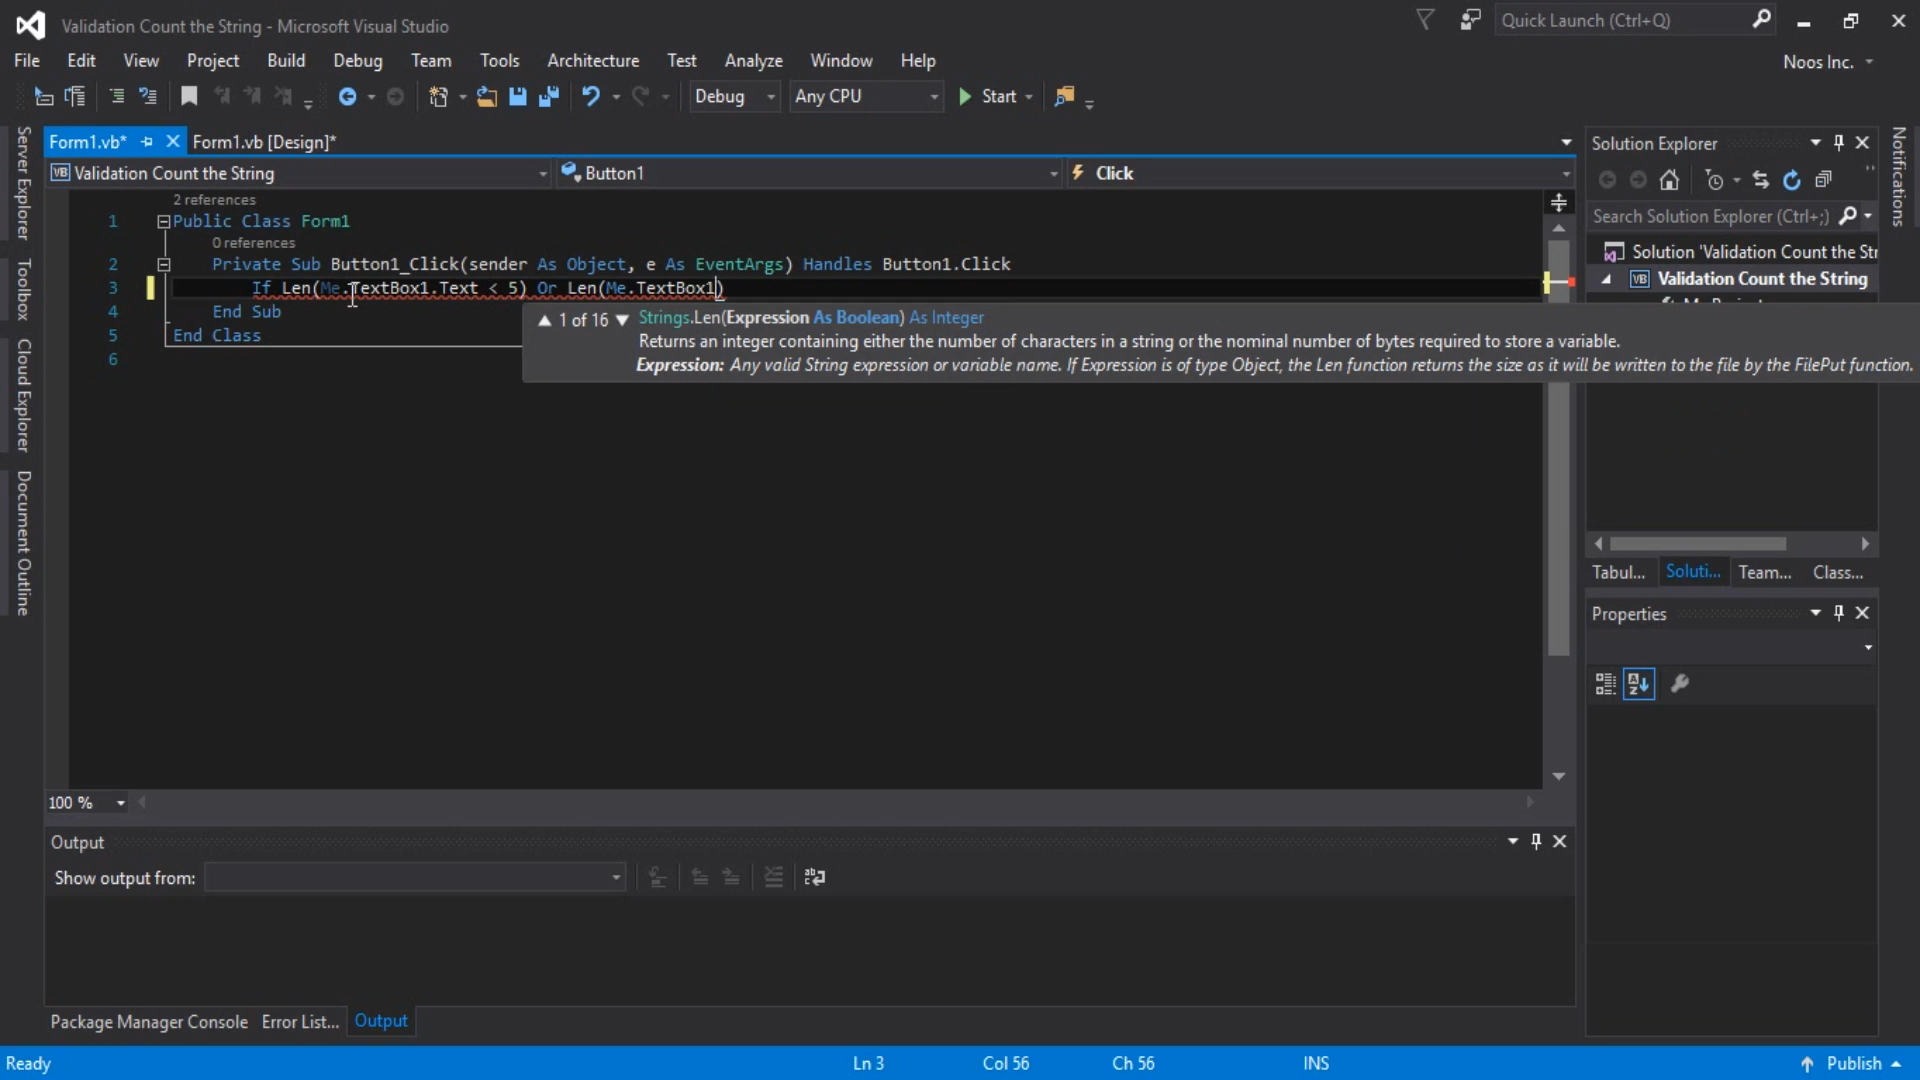 Validation Count the String - Microsoft Visual Studio
Quick Launch (Ctrl+Q)
File Edit View Project Build Debug Team Tools Architecture Test Analyze Window Help
Noos Inc.
Debug Any CPU Start
Form1.vb* Form1.vb [Design]*
Validation Count the String Button1 Click
2 references
1 Public Class Form1
0 references
2 Private Sub Button1_Click(sender As Object, e As EventArgs) Handles Button1.Click
3 If Len(Me.TextBox1.Text < 5) Or Len(Me.TextBox1)
4 End Sub
5 End Class
6
1 of 16 Strings.Len(Expression As Boolean) As Integer
Returns an integer containing either the number of characters in a string or the nominal number of bytes required to store a variable.
Expression: Any valid String expression or variable name. If Expression is of type Object, the Len function returns the size as it will be written to the file by the FilePut function.
Server Explorer
Toolbox
Cloud Explorer
Document Outline
Solution Explorer
Search Solution Explorer (Ctrl+;)
Solution 'Validation Count the Str
Validation Count the String
Tabul... Soluti... Team... Class...
Properties
Notifications
100 %
Output
Show output from:
Package Manager Console Error List... Output
Ready Ln 3 Col 56 Ch 56 INS Publish